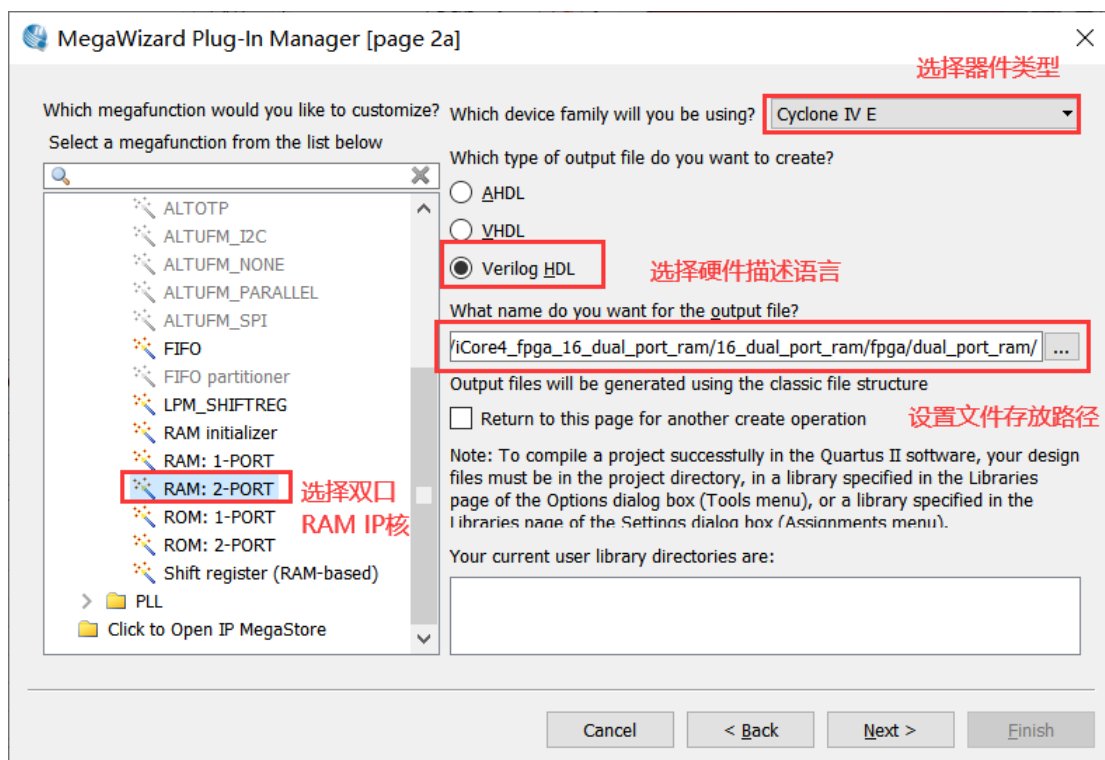 MegaWizard Plug-In Manager [page 2a]
选择器件类型
Which megafunction would you like to customize?
Select a megafunction from the list below
ALTOTP
ALTUFM_I2C
ALTUFM_NONE
ALTUFM_PARALLEL
ALTUFM_SPI
FIFO
FIFO partitioner
LPM_SHIFTREG
RAM initializer
RAM: 1-PORT
RAM: 2-PORT
选择双口
RAM IP核
ROM: 1-PORT
ROM: 2-PORT
Shift register (RAM-based)
PLL
Click to Open IP MegaStore
Which device family will you be using? Cyclone IV E
Which type of output file do you want to create?
AHDL
VHDL
Verilog HDL
选择硬件描述语言
What name do you want for the output file?
/iCore4_fpga_16_dual_port_ram/16_dual_port_ram/fpga/dual_port_ram/ ...
Output files will be generated using the classic file structure
Return to this page for another create operation
设置文件存放路径
Note: To compile a project successfully in the Quartus II software, your design
files must be in the project directory, in a library specified in the Libraries
page of the Options dialog box (Tools menu), or a library specified in the
Libraries page of the Settings dialog box (Assignments menu).
Your current user library directories are:
Cancel
< Back
Next >
Finish